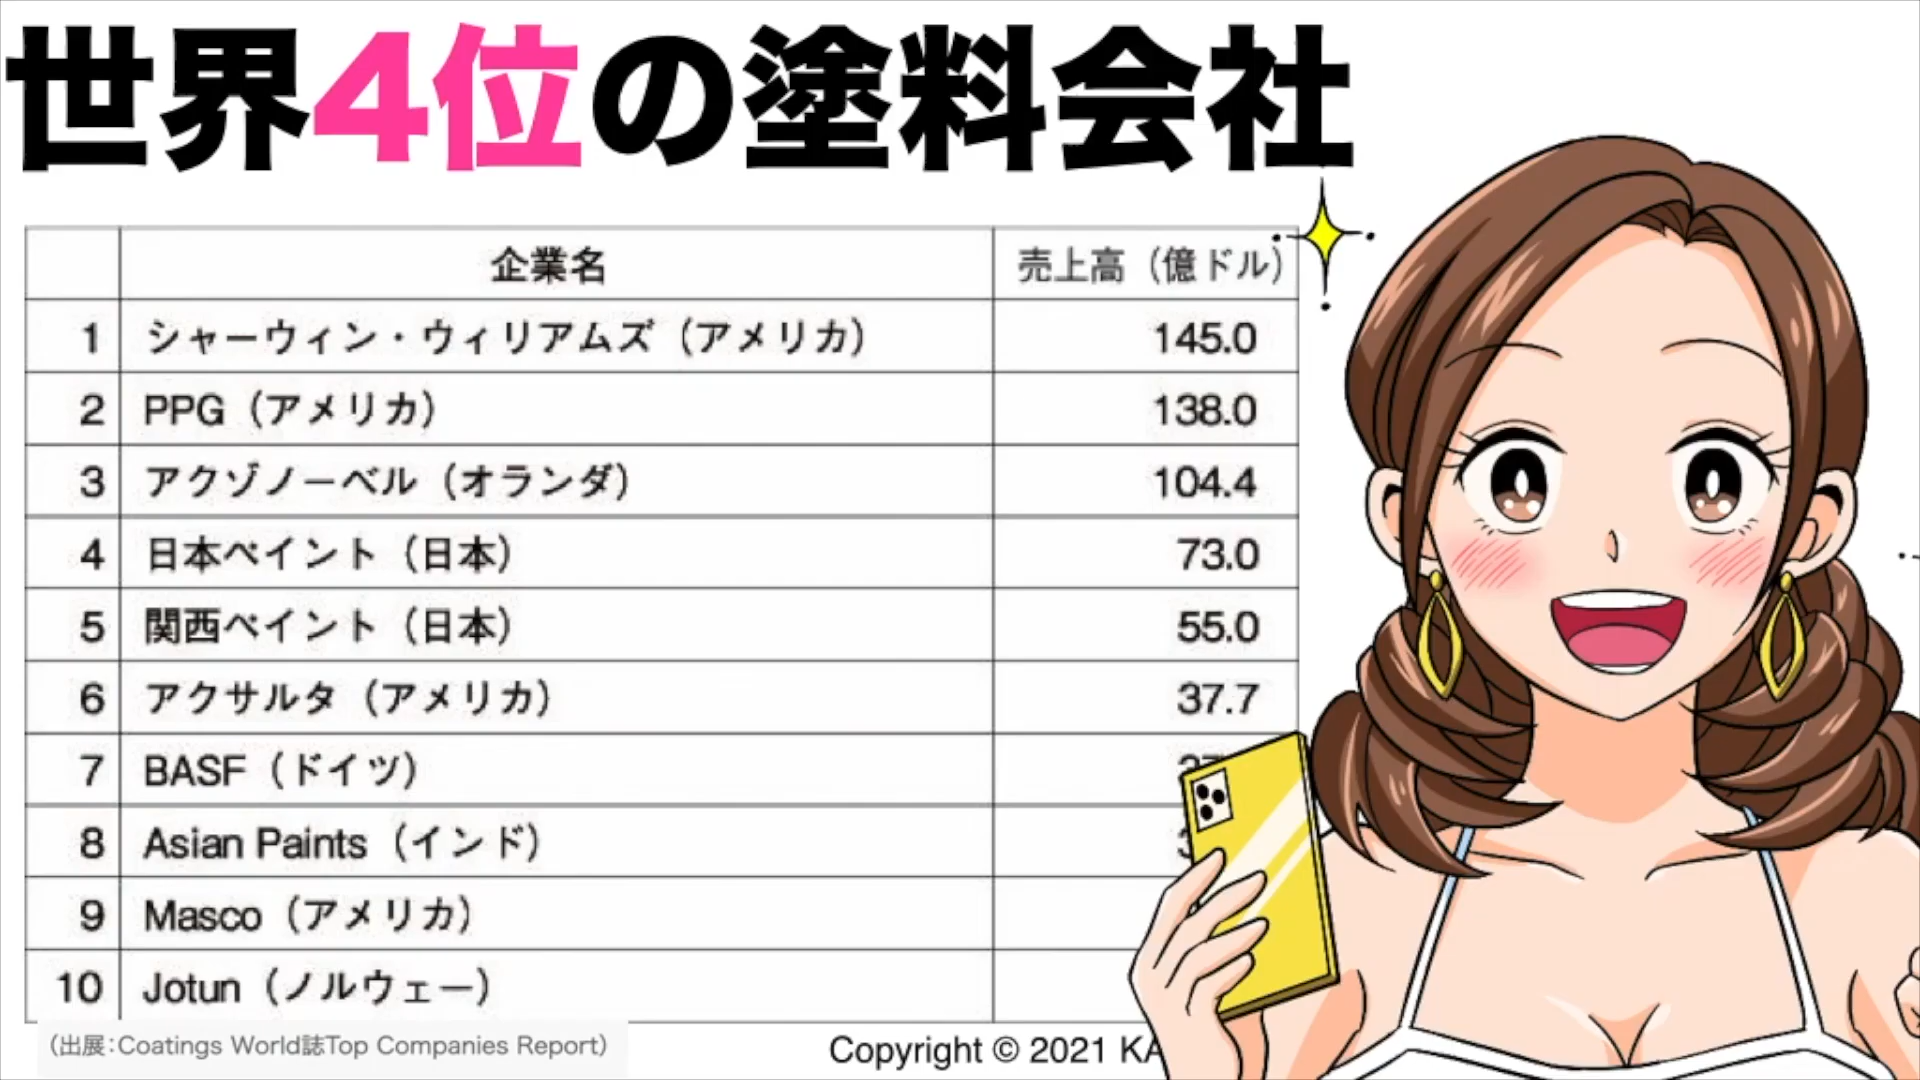 世界4位の塗料会社
企業名 売上高（億ドル）
1 シャーウィン・ウィリアムズ（アメリカ） 145.0
2 PPG（アメリカ） 138.0
3 アクゾノーベル（オランダ） 104.4
4 日本ペイント（日本） 73.0
5 関西ペイント（日本） 55.0
6 アクサルタ（アメリカ） 37.7
7 BASF（ドイツ）
8 Asian Paints（インド）
9 Masco（アメリカ）
10 Jotun（ノルウェー）
（出展：Coatings World誌Top Companies Report）
Copyright © 2021